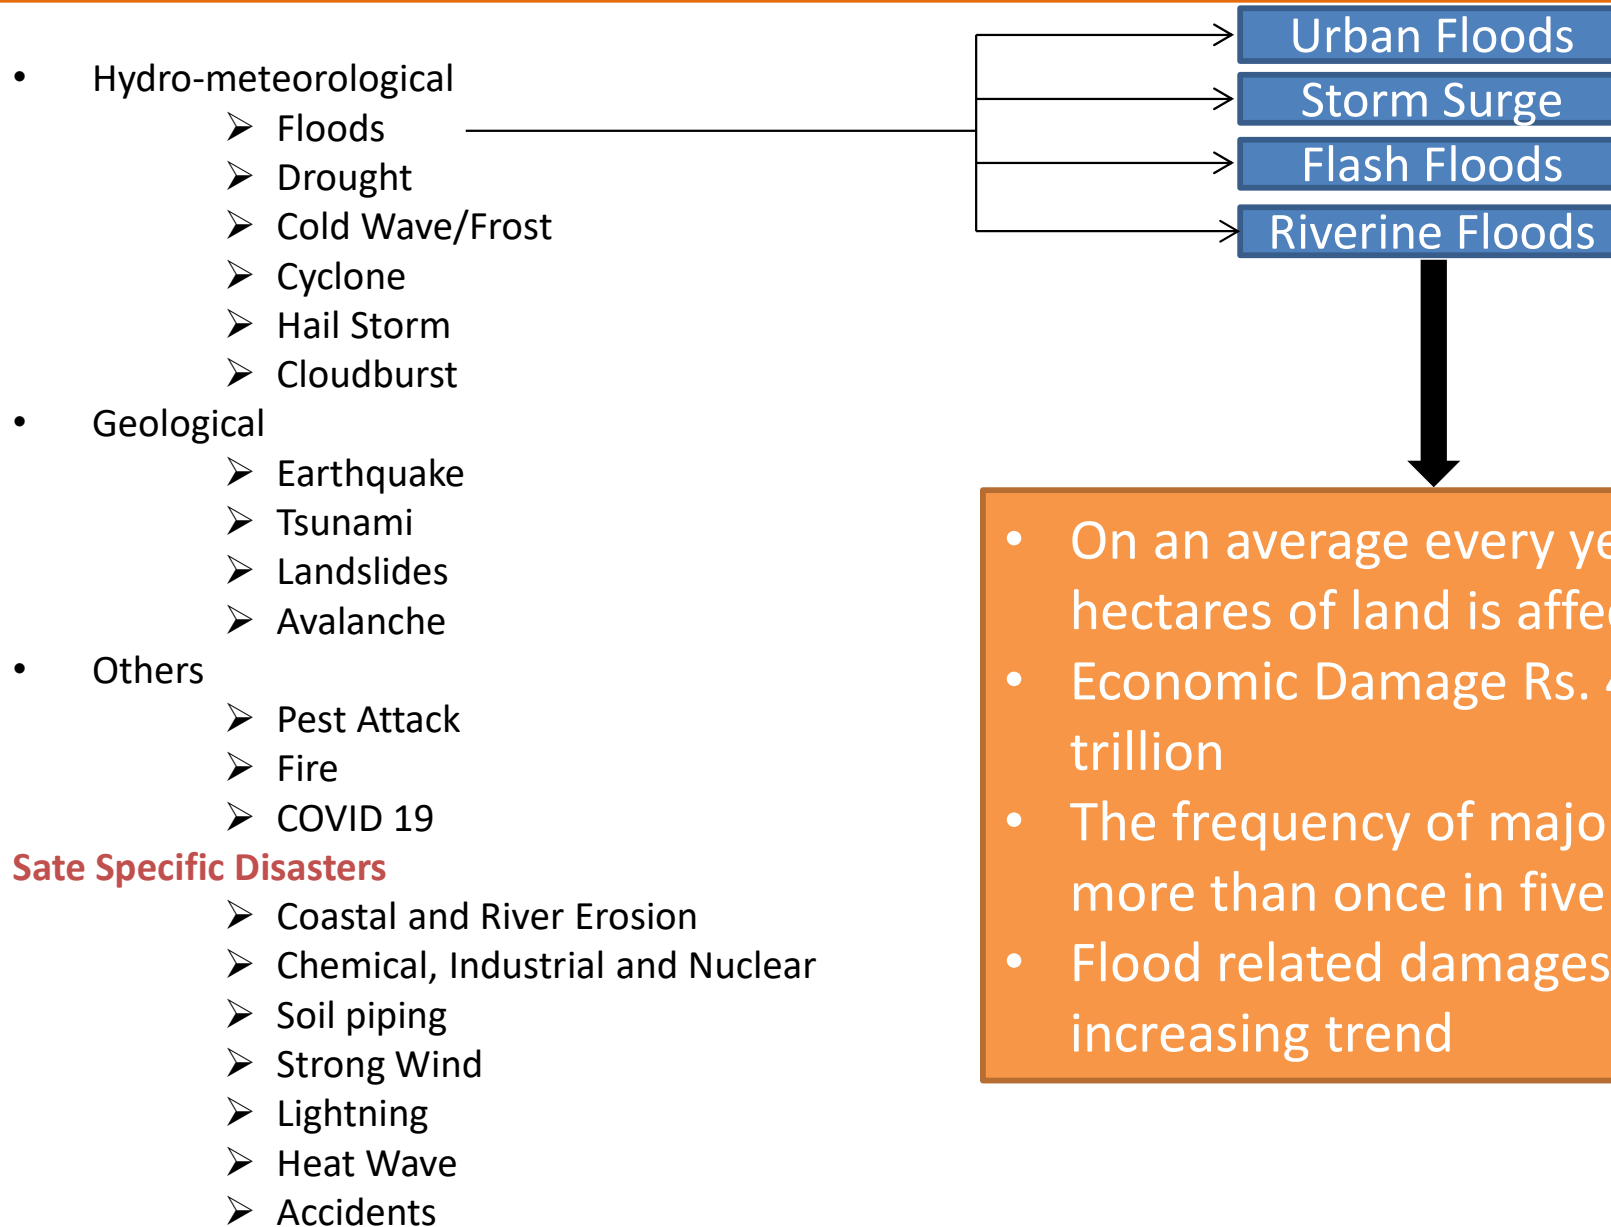 • Hydro-meteorological
➢ Floods
➢ Drought
➢ Cold Wave/Frost
➢ Cyclone
➢ Hail Storm
➢ Cloudburst
• Geological
➢ Earthquake
➢ Tsunami
➢ Landslides
➢ Avalanche
• Others
➢ Pest Attack
➢ Fire
➢ COVID 19
Sate Specific Disasters
➢ Coastal and River Erosion
➢ Chemical, Industrial and Nuclear
➢ Soil piping
➢ Strong Wind
➢ Lightning
➢ Heat Wave
➢ Accidents
Urban Floods
Storm Surge
Flash Floods
Riverine Floods
• On an average every
hectares of land is
• Economic Damage Rs.
trillion
• The frequency of
more than once in five
• Flood related damages
increasing trend